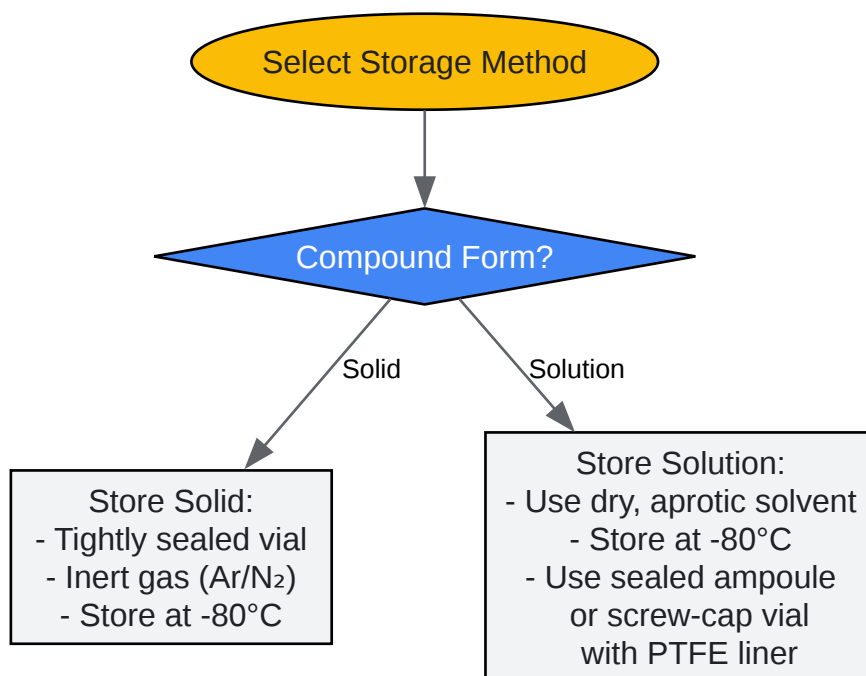 Select Storage Method
Compound Form?
Solid
Solution
Store Solid:
- Tightly sealed vial
- Inert gas (Ar/N₂)
- Store at -80°C
Store Solution:
- Use dry, aprotic solvent
- Store at -80°C
- Use sealed ampoule
or screw-cap vial
with PTFE liner